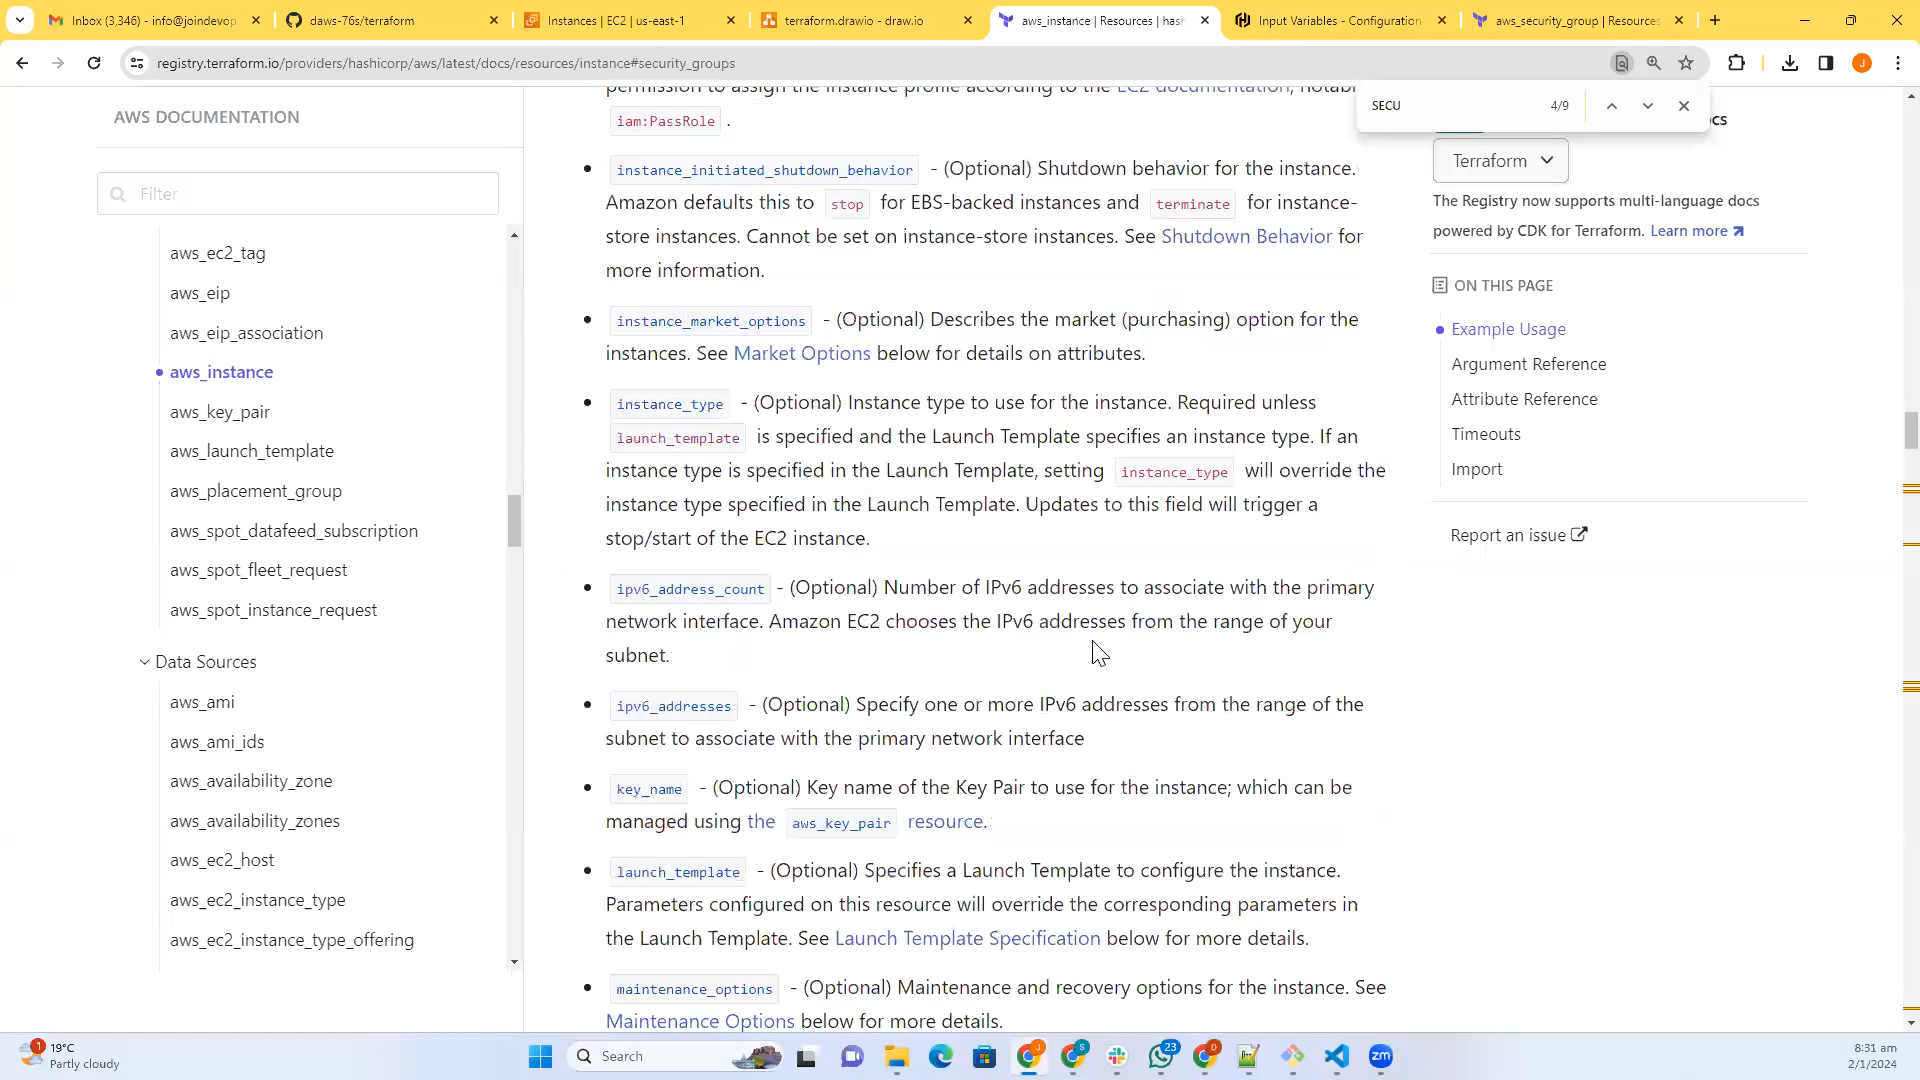 Inbox (3,346) - info@joindevop
daws-76s/terraform
Instances | EC2 | us-east-1
terraform.drawio - draw.io
aws_instance | Resources | hash
Input Variables - Configuration
aws_security_group | Resources
registry.terraform.io/providers/hashicorp/aws/latest/docs/resources/instance#security_groups
SECU
4/9
AWS DOCUMENTATION
Filter
aws_ec2_tag
aws_eip
aws_eip_association
aws_instance
aws_key_pair
aws_launch_template
aws_placement_group
aws_spot_datafeed_subscription
aws_spot_fleet_request
aws_spot_instance_request
Data Sources
aws_ami
aws_ami_ids
aws_availability_zone
aws_availability_zones
aws_ec2_host
aws_ec2_instance_type
aws_ec2_instance_type_offering
permission to assign the instance profile according to the EC2 documentation, notabl
iam:PassRole .
instance_initiated_shutdown_behavior - (Optional) Shutdown behavior for the instance.
Amazon defaults this to stop for EBS-backed instances and terminate for instance-
store instances. Cannot be set on instance-store instances. See Shutdown Behavior for
more information.
instance_market_options - (Optional) Describes the market (purchasing) option for the
instances. See Market Options below for details on attributes.
instance_type - (Optional) Instance type to use for the instance. Required unless
launch_template is specified and the Launch Template specifies an instance type. If an
instance type is specified in the Launch Template, setting instance_type will override the
instance type specified in the Launch Template. Updates to this field will trigger a
stop/start of the EC2 instance.
ipv6_address_count - (Optional) Number of IPv6 addresses to associate with the primary
network interface. Amazon EC2 chooses the IPv6 addresses from the range of your
subnet.
ipv6_addresses - (Optional) Specify one or more IPv6 addresses from the range of the
subnet to associate with the primary network interface
key_name - (Optional) Key name of the Key Pair to use for the instance; which can be
managed using the aws_key_pair resource.
launch_template - (Optional) Specifies a Launch Template to configure the instance.
Parameters configured on this resource will override the corresponding parameters in
the Launch Template. See Launch Template Specification below for more details.
maintenance_options - (Optional) Maintenance and recovery options for the instance. See
Maintenance Options below for more details.
ocs
Terraform
The Registry now supports multi-language docs
powered by CDK for Terraform. Learn more
ON THIS PAGE
Example Usage
Argument Reference
Attribute Reference
Timeouts
Import
Report an issue
1
19°C
Partly cloudy
Search
J
S
23
D
zm
8:31 am
2/1/2024